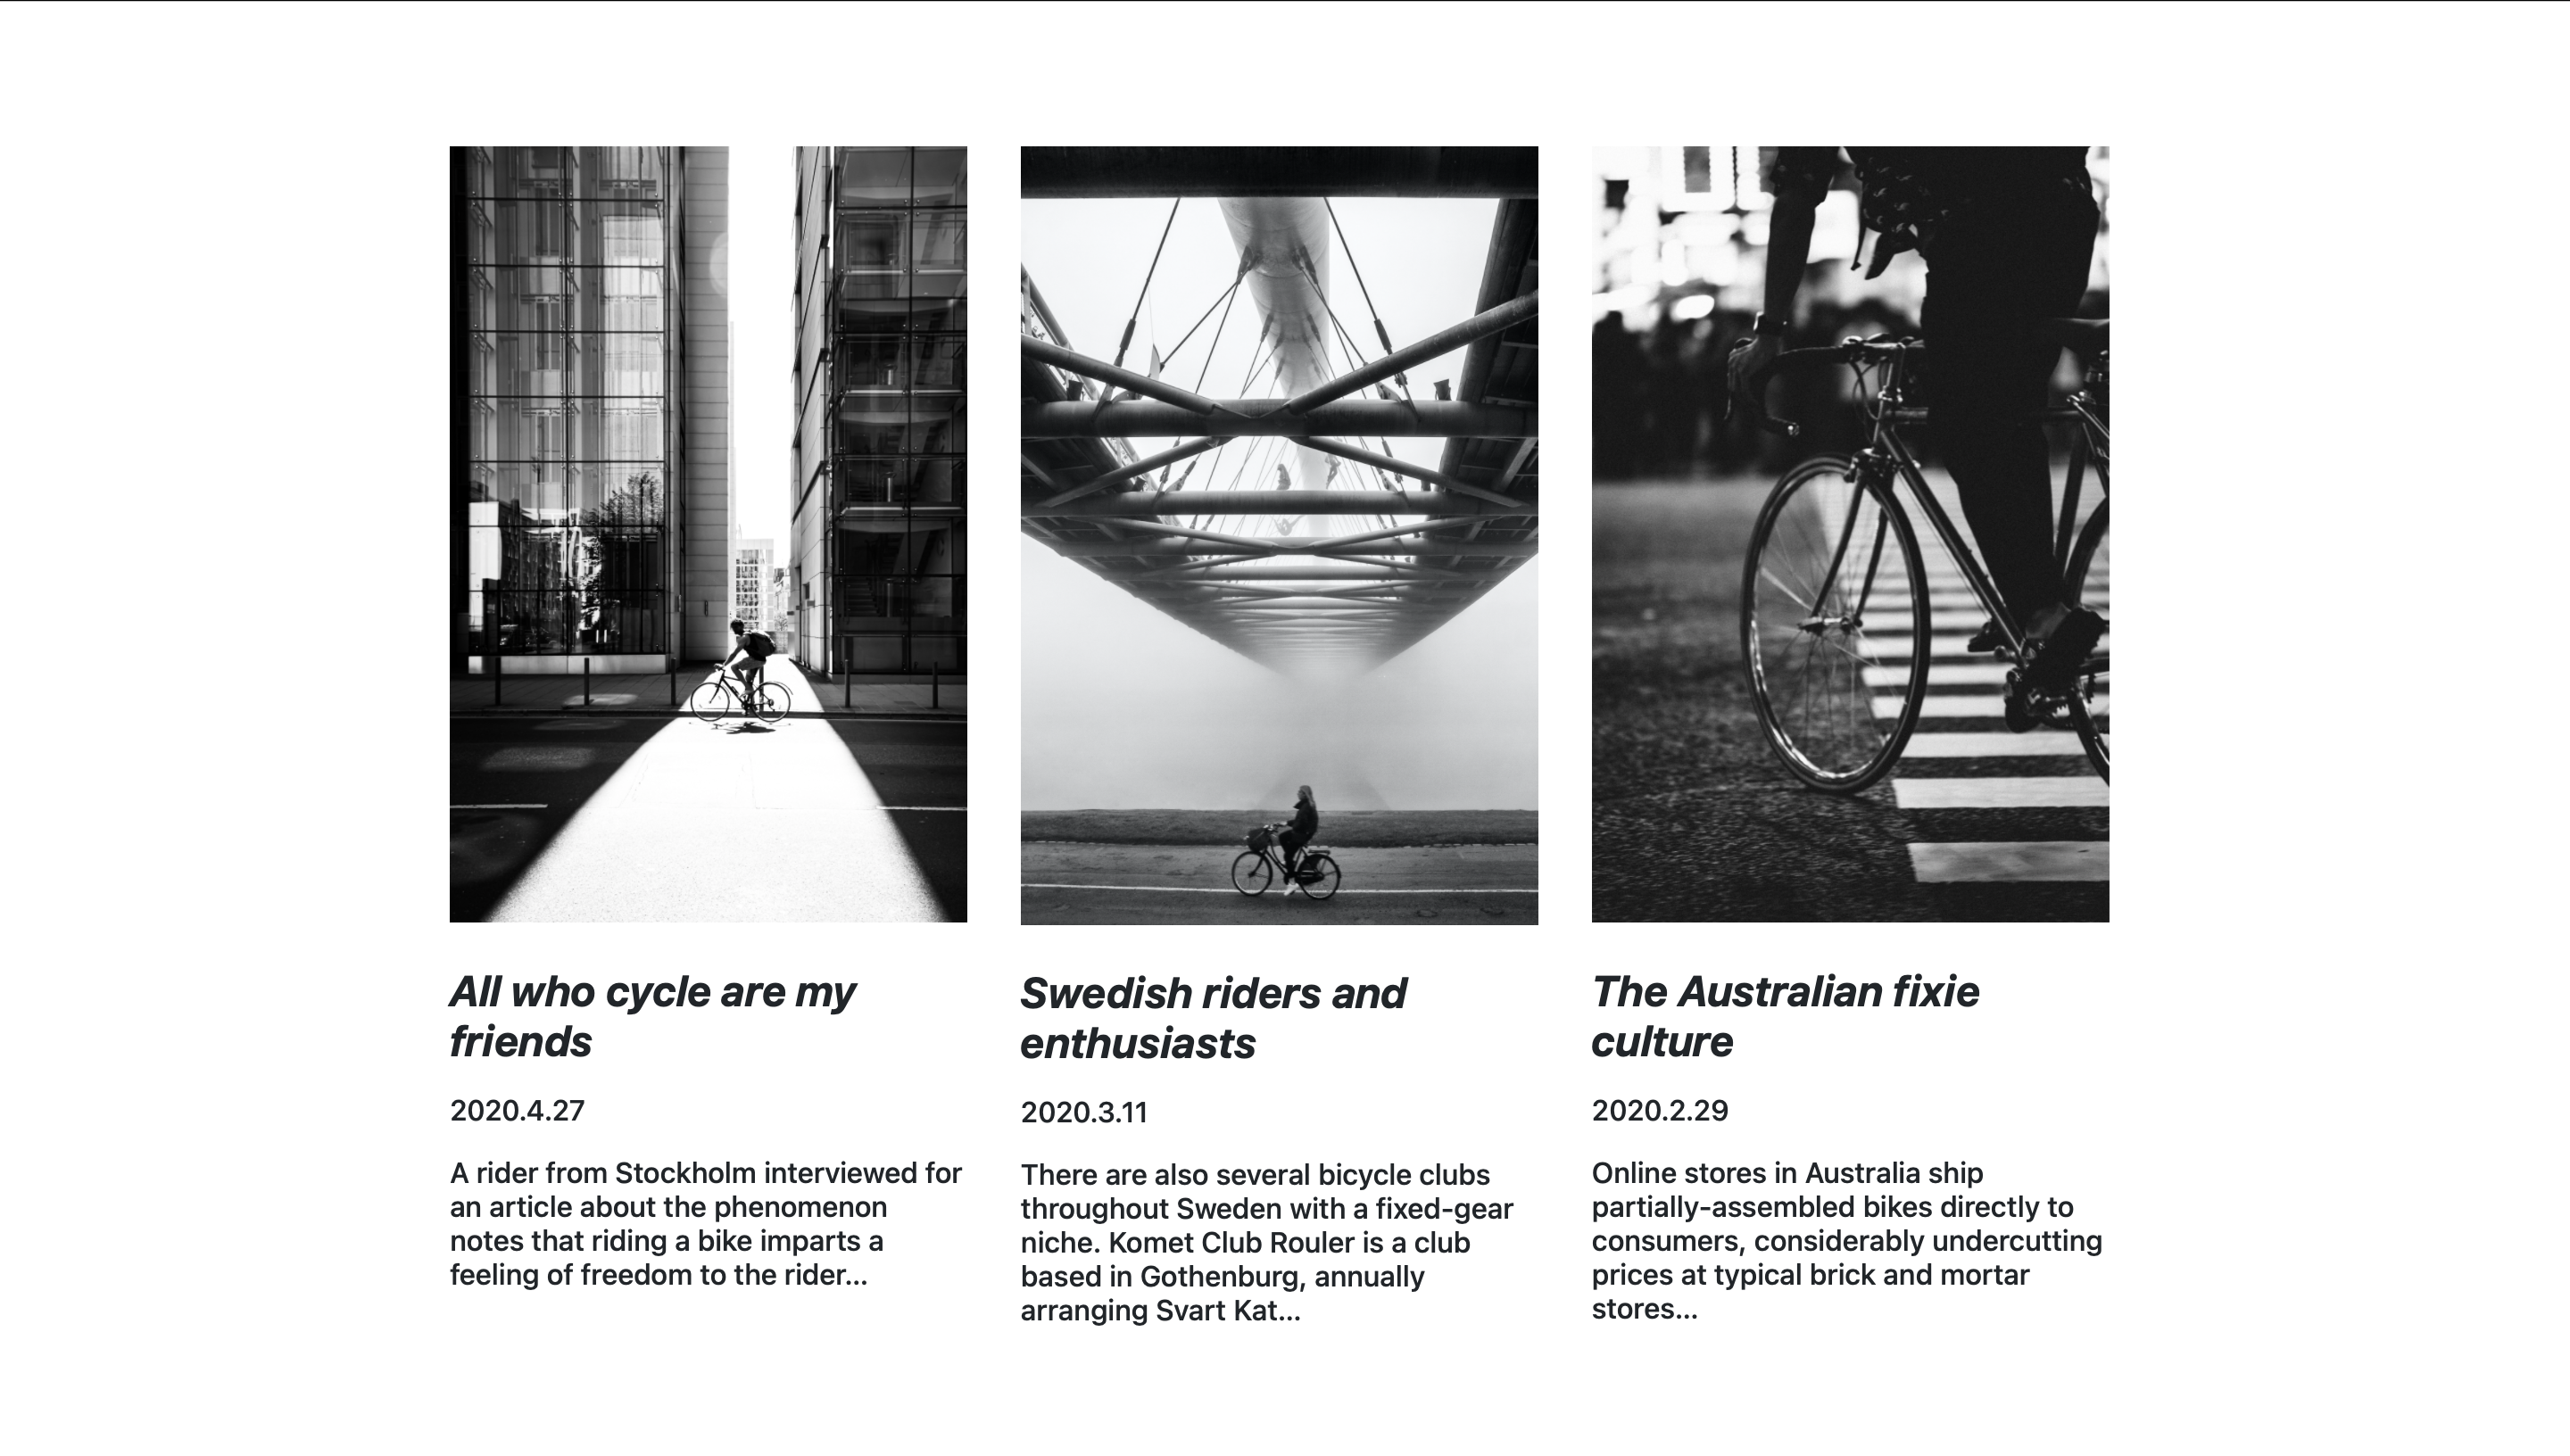 All who cycle are my
friends
2020.4.27
A rider from Stockholm interviewed for
an article about the phenomenon
notes that riding a bike imparts a
feeling of freedom to the rider...
Swedish riders and
enthusiasts
2020.3.11
There are also several bicycle clubs
throughout Sweden with a fixed-gear
niche. Komet Club Rouler is a club
based in Gothenburg, annually
arranging Svart Kat...
The Australian fixie
culture
2020.2.29
Online stores in Australia ship
partially-assembled bikes directly to
consumers, considerably undercutting
prices at typical brick and mortar
stores...